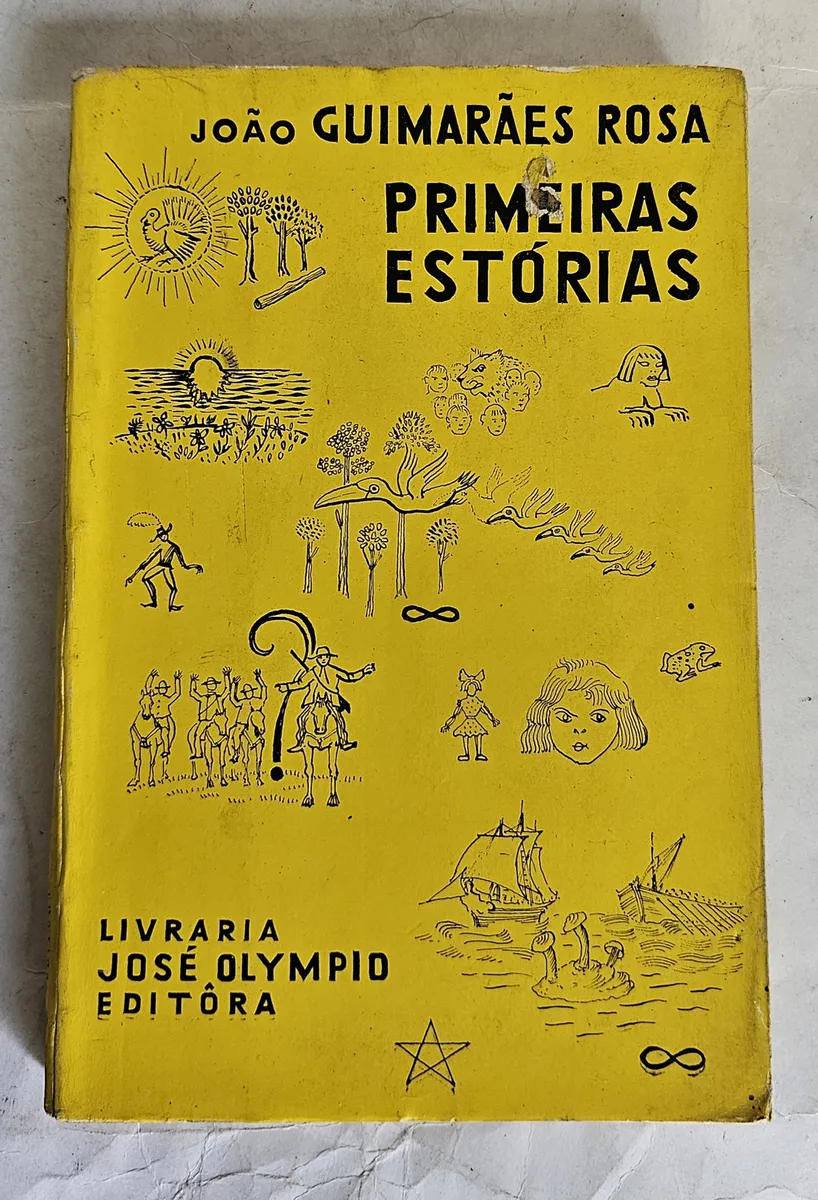 JOÃO GUIMARÃES ROSA
PRIMEIRAS
ESTÓRIAS
LIVRARIA
JOSÉ OLYMPIO
EDITÔRA